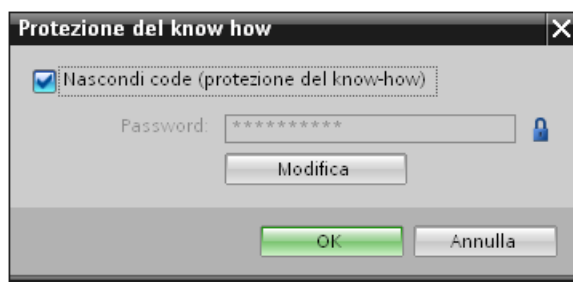 Protezione del know how
Nascondi code (protezione del know-how)
Password: **********
Modifica
OK Annulla